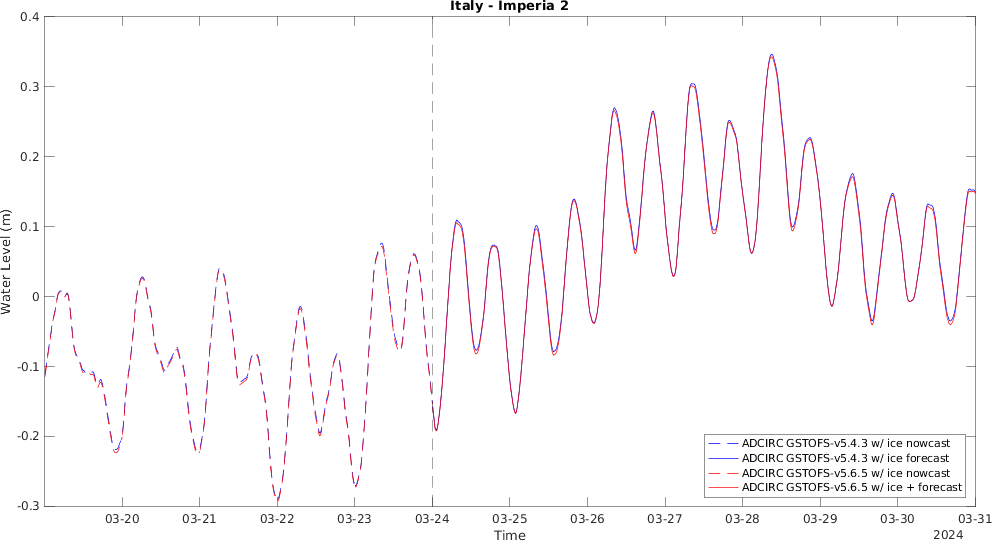 Italy - Imperia 2
0.4
0.3
0.2
0.1
0
-0.1
-0.2
-0.3
Water Level (m)
ADCIRC GSTOFS-v5.4.3 w/ ice nowcast
ADCIRC GSTOFS-v5.4.3 w/ ice forecast
ADCIRC GSTOFS-v5.6.5 w/ ice nowcast
ADCIRC GSTOFS-v5.6.5 w/ ice + forecast
03-20 03-21 03-22 03-23 03-24 03-25 03-26 03-27 03-28 03-29 03-30 03-31
Time
2024